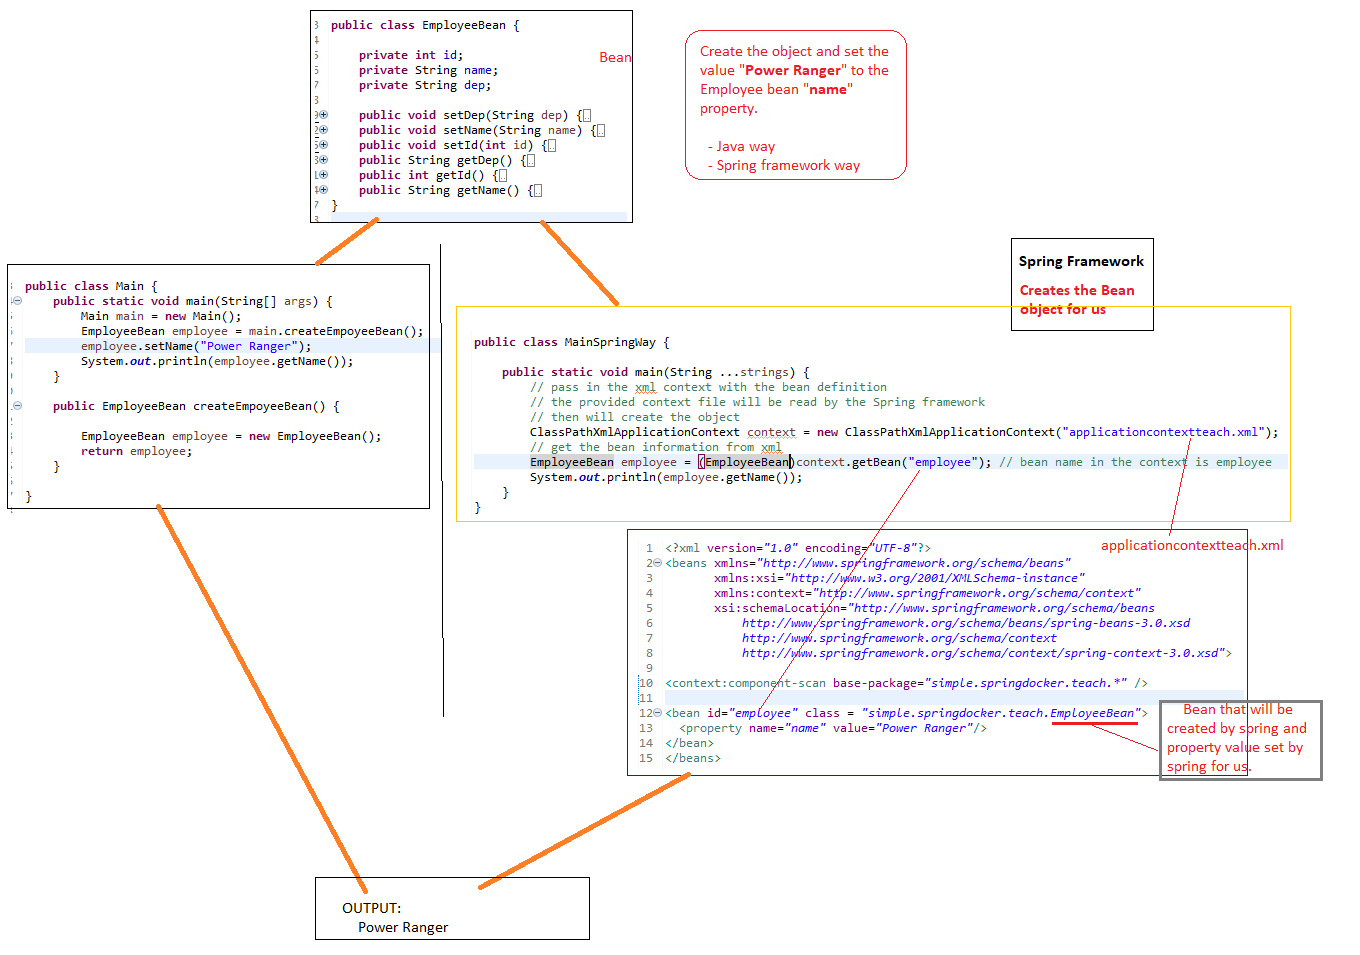 public class EmployeeBean {
private int id;
private String name;
private String dep;
Bean
public void setDep(String dep) {
public void setName(String name) {
public void setId(int id) {
public String getDep() {
public int getId() {
public String getName() {
}
Create the object and set the
value "Power Ranger" to the
Employee bean "name"
property.
- Java way
- Spring framework way
public class Main {
public static void main(String[] args) {
Main main = new Main();
EmployeeBean employee = main.createEmpoyeeBean();
employee.setName("Power Ranger");
System.out.println(employee.getName());
}
public EmployeeBean createEmpoyeeBean() {
EmployeeBean employee = new EmployeeBean();
return employee;
}
}
Spring Framework
Creates the Bean
object for us
public class MainSpringWay {
public static void main(String ...strings) {
// pass in the xml context with the bean definition
// the provided context file will be read by the Spring framework
// then will create the object
ClassPathXmlApplicationContext context = new ClassPathXmlApplicationContext("applicationcontextteach.xml");
// get the bean information from xml
EmployeeBean employee = (EmployeeBean)context.getBean("employee"); // bean name in the context is employee
System.out.println(employee.getName());
}
}
applicationcontextteach.xml
1 <?xml version="1.0" encoding="UTF-8"?>
2 <beans xmlns="http://www.springframework.org/schema/beans"
3 xmlns:xsi="http://www.w3.org/2001/XMLSchema-instance"
4 xmlns:context="http://www.springframework.org/schema/context"
5 xsi:schemaLocation="http://www.springframework.org/schema/beans
6 http://www.springframework.org/schema/beans/spring-beans-3.0.xsd
7 http://www.springframework.org/schema/context
8 http://www.springframework.org/schema/context/spring-context-3.0.xsd">
9
10 <context:component-scan base-package="simple.springdocker.teach.*" />
11
12 <bean id="employee" class = "simple.springdocker.teach.EmployeeBean">
13 <property name="name" value="Power Ranger"/>
14 </bean>
15 </beans>
Bean that will be
created by spring and
property value set by
spring for us.
OUTPUT:
Power Ranger